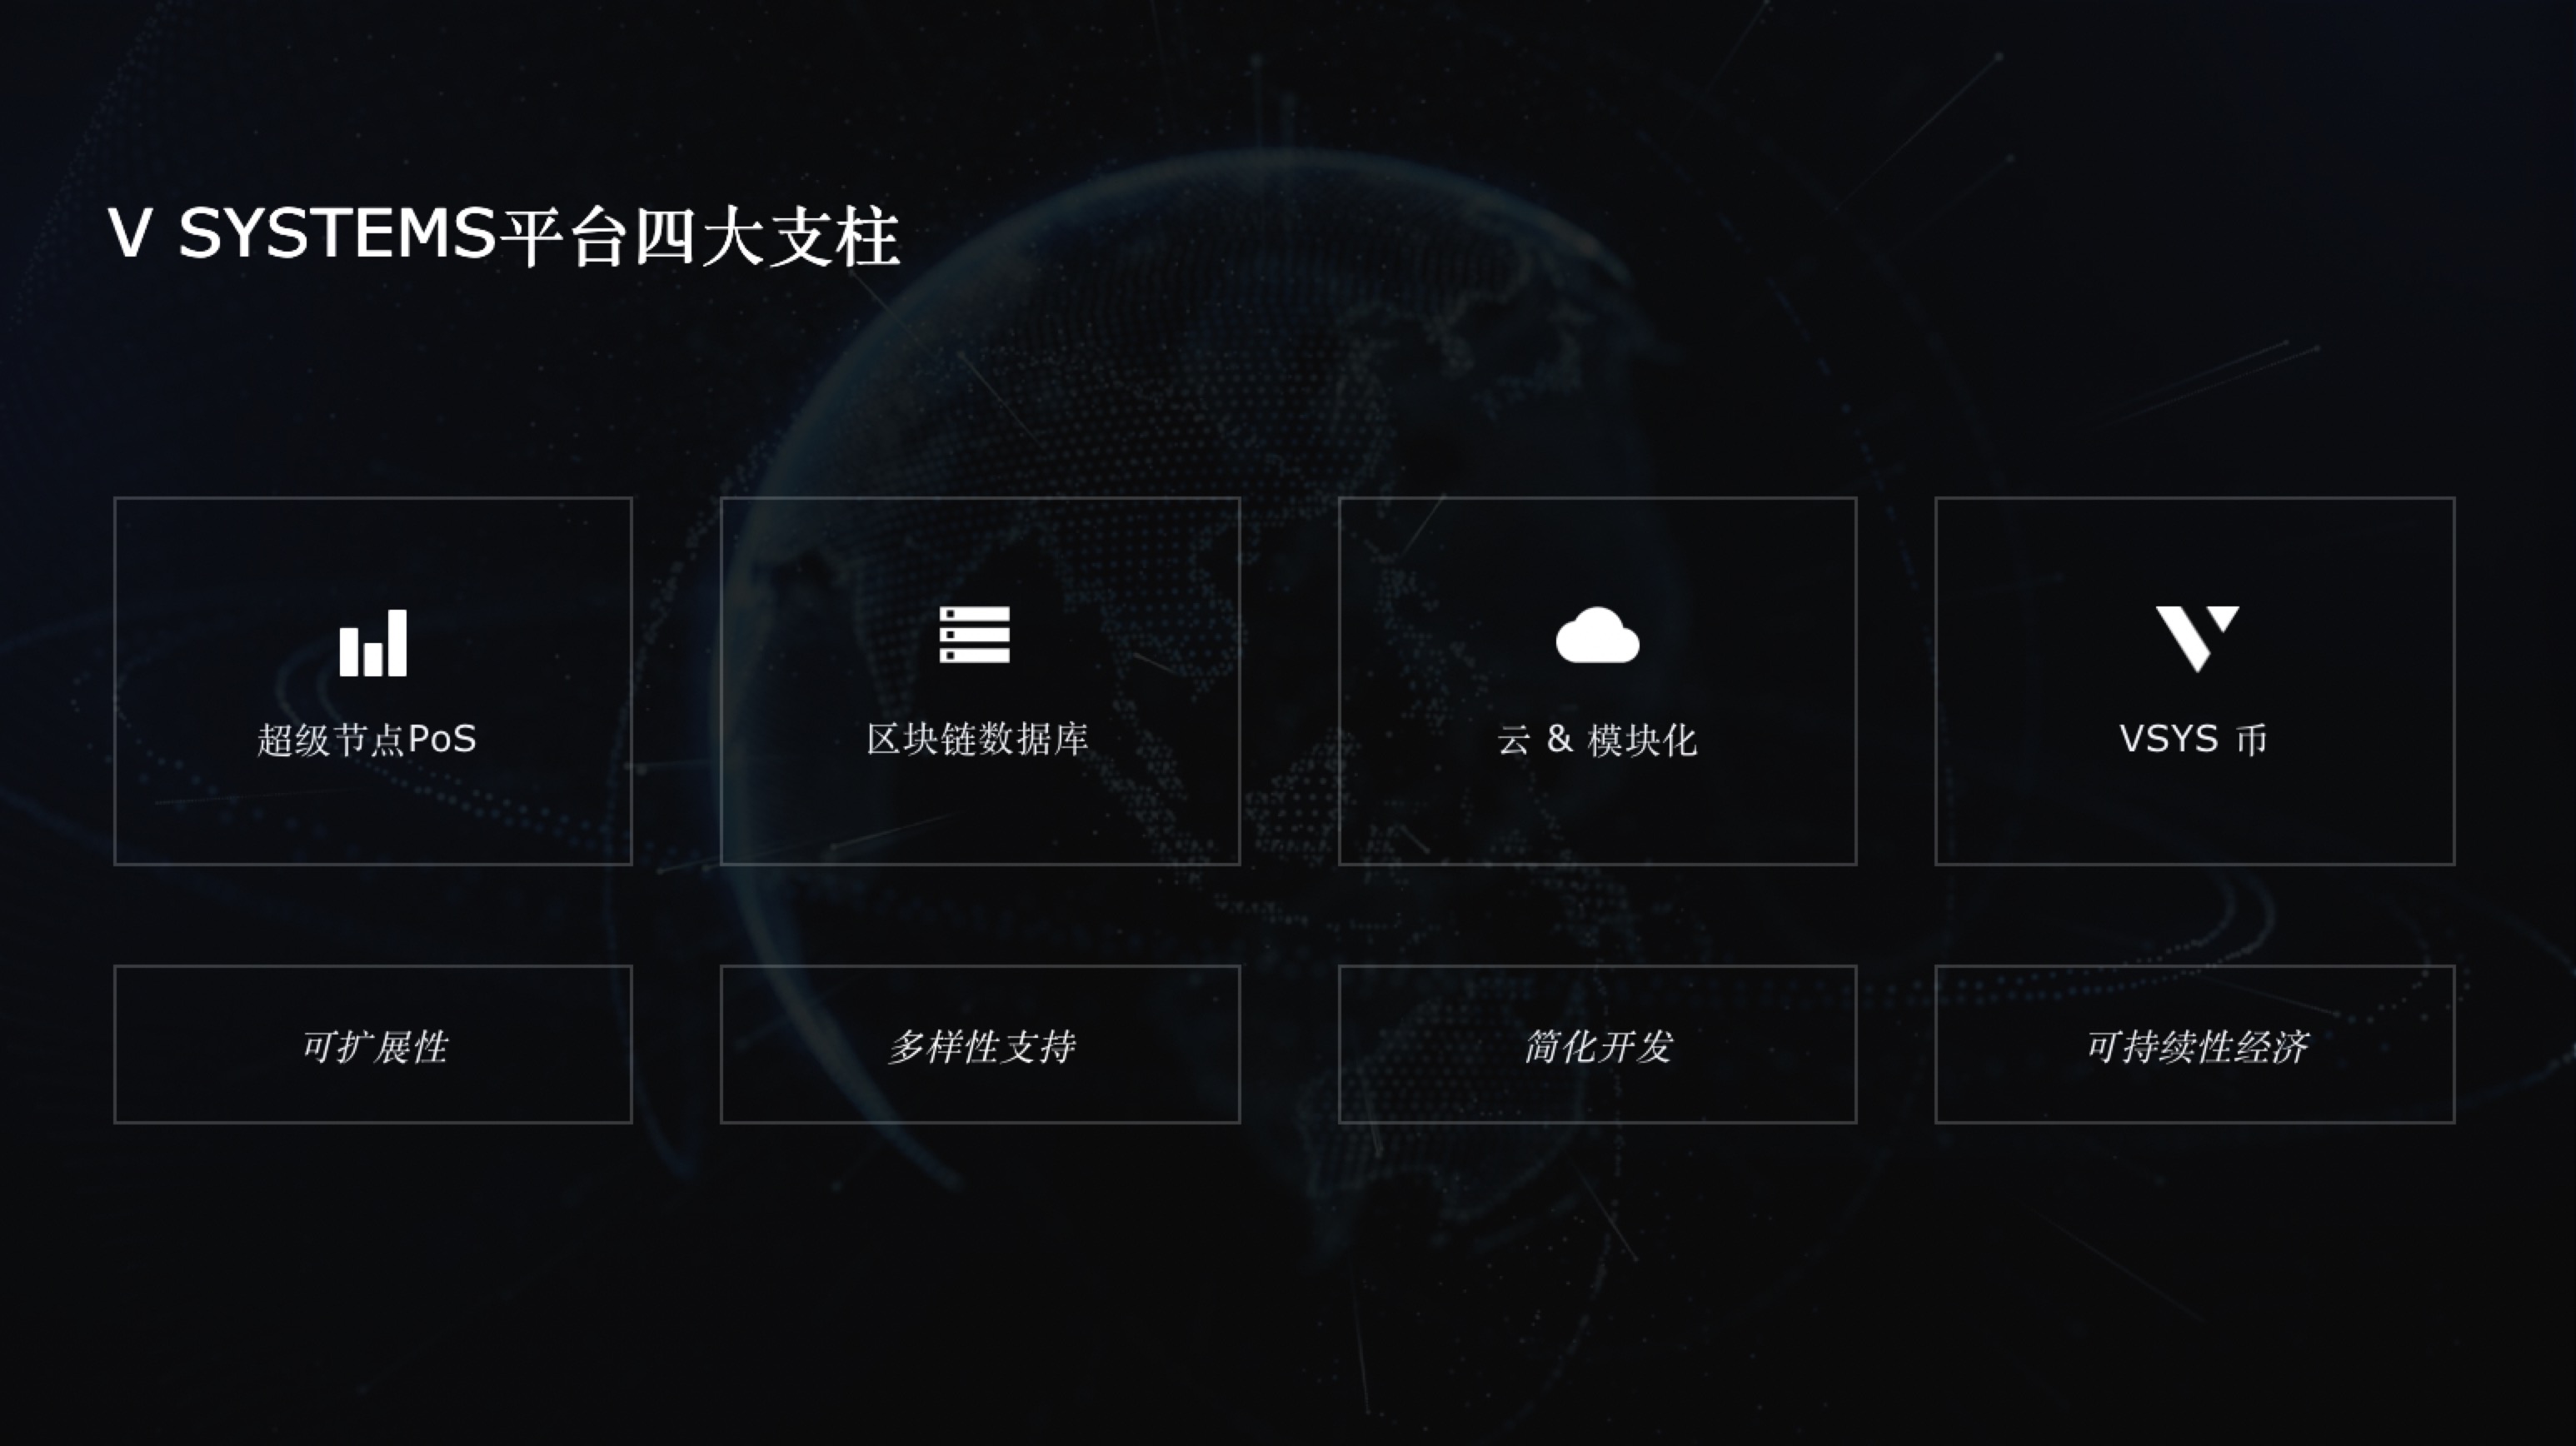 V SYSTEMS平台四大支柱
超级节点PoS
区块链数据库
云 & 模块化
VSYS 币
可扩展性
多样性支持
简化开发
可持续性经济